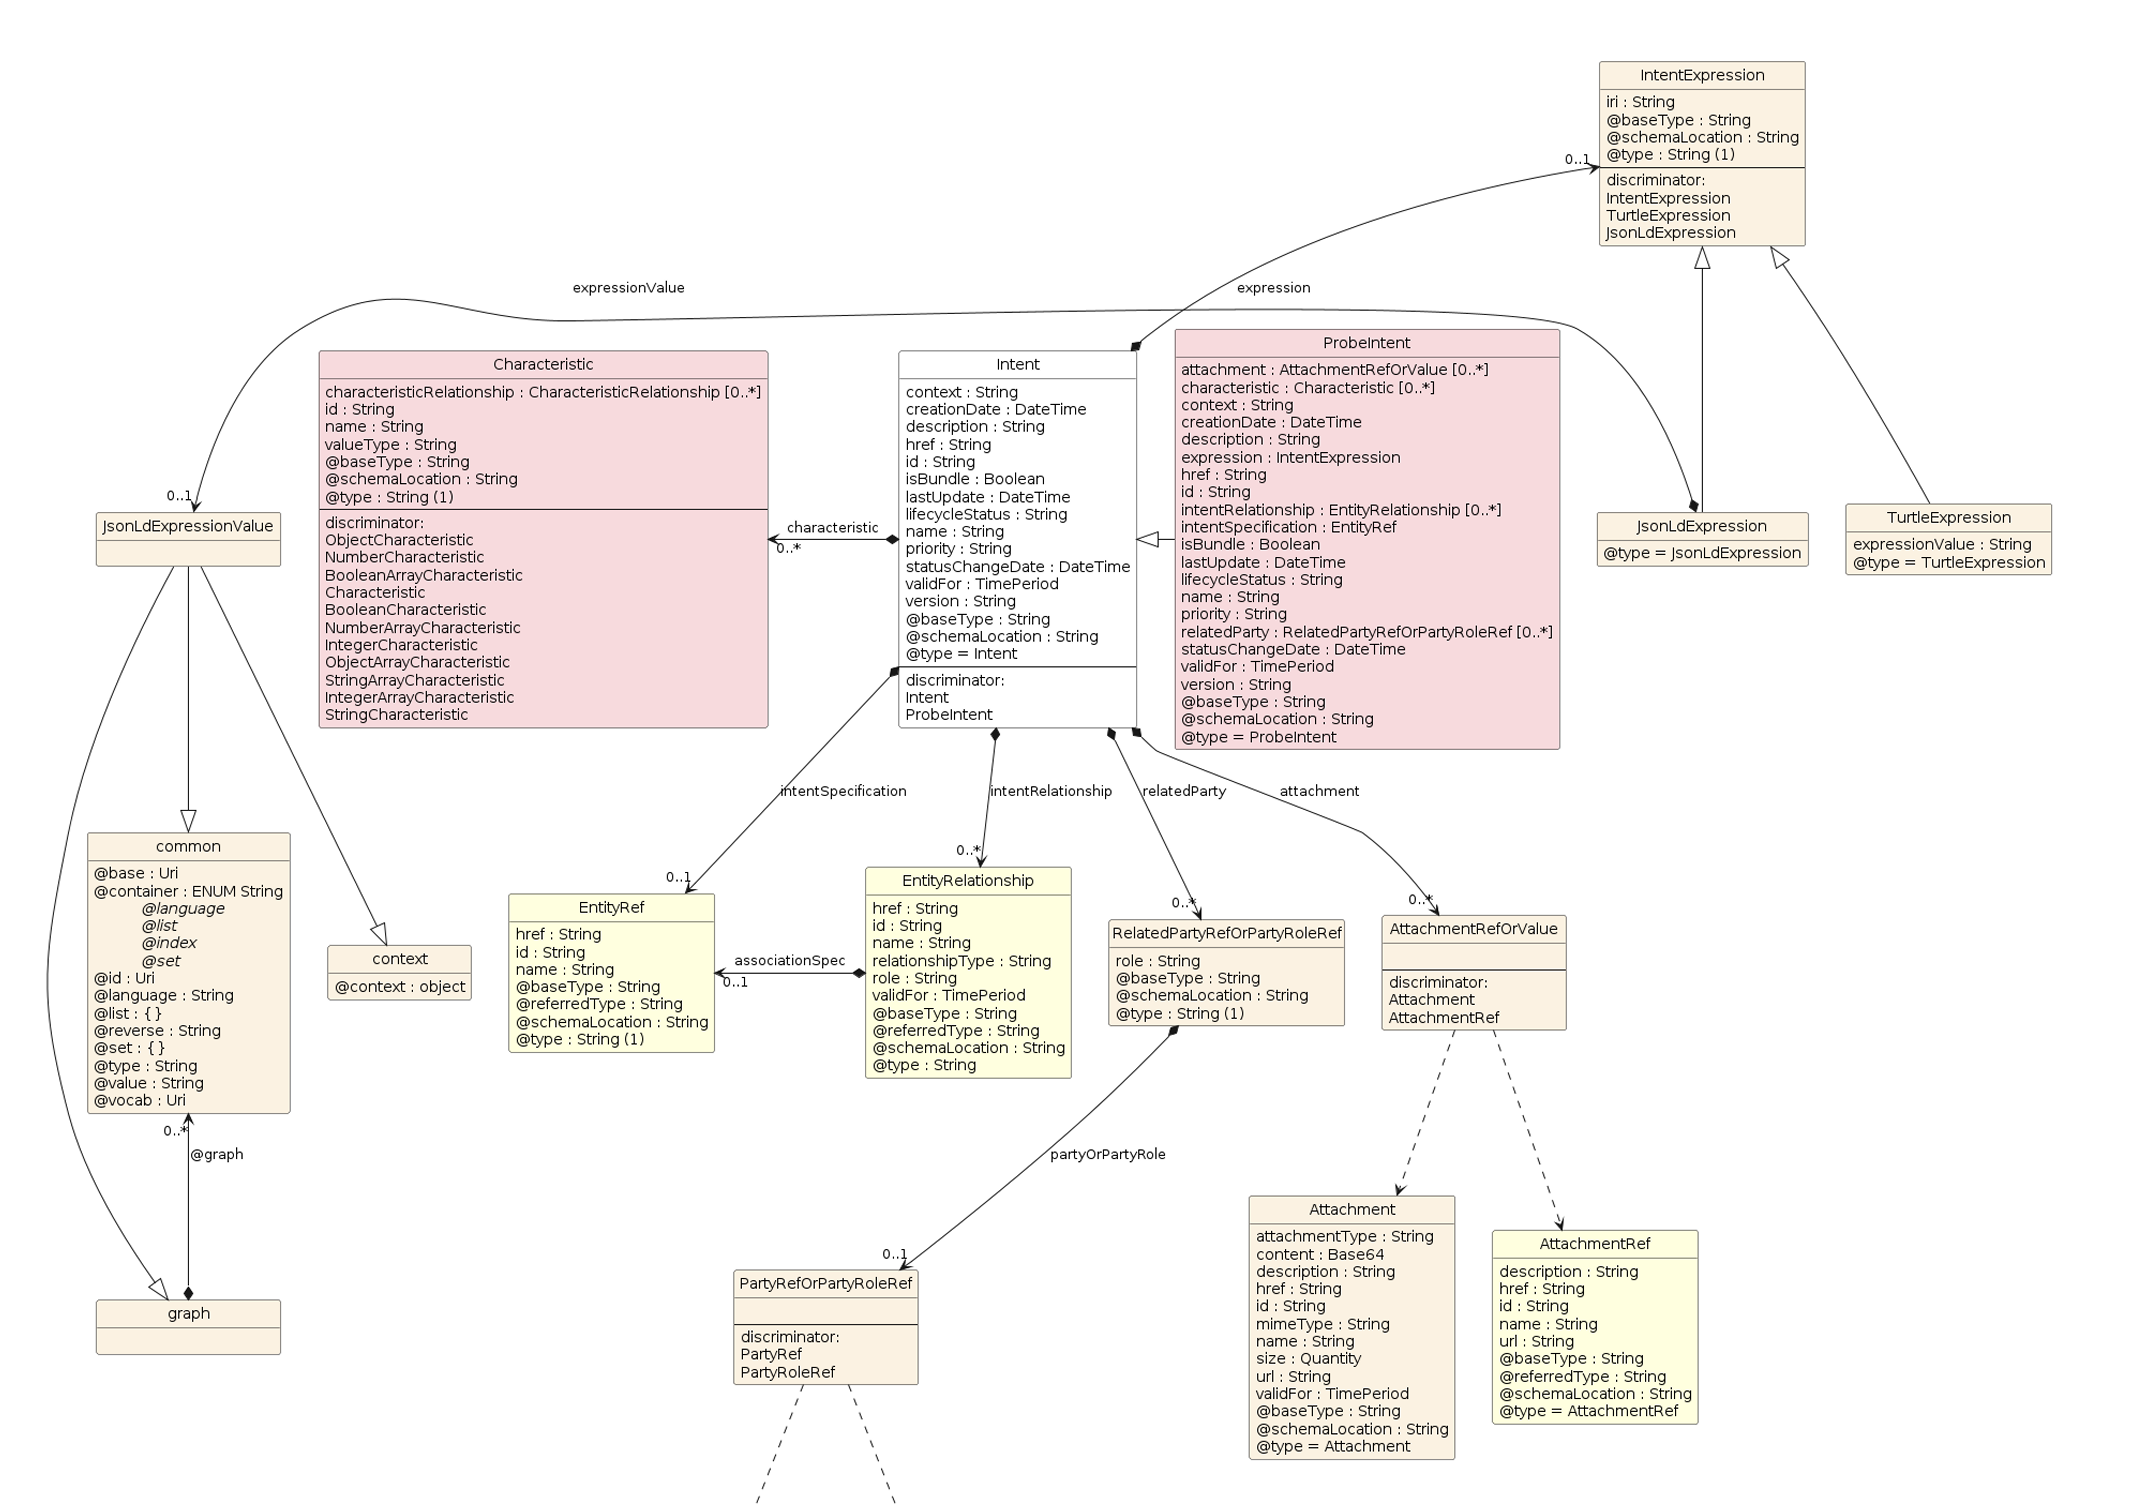 IntentExpression
iri : String
@baseType : String
@schemaLocation : String
@type : String (1)
discriminator:
IntentExpression
TurtleExpression
JsonLdExpression
0..1
expressionValue
expression
Characteristic
characteristicRelationship : CharacteristicRelationship [0..*]
id : String
name : String
valueType : String
@baseType : String
@schemaLocation : String
@type : String (1)
discriminator:
ObjectCharacteristic
NumberCharacteristic
BooleanArrayCharacteristic
Characteristic
BooleanCharacteristic
NumberArrayCharacteristic
IntegerCharacteristic
ObjectArrayCharacteristic
StringArrayCharacteristic
IntegerArrayCharacteristic
StringCharacteristic
characteristic
0..*
Intent
context : String
creationDate : DateTime
description : String
href : String
id : String
isBundle : Boolean
lastUpdate : DateTime
lifecycleStatus : String
name : String
priority : String
statusChangeDate : DateTime
validFor : TimePeriod
version : String
@baseType : String
@schemaLocation : String
@type = Intent
discriminator:
Intent
ProbeIntent
ProbeIntent
attachment : AttachmentRefOrValue [0..*]
characteristic : Characteristic [0..*]
context : String
creationDate : DateTime
description : String
expression : IntentExpression
href : String
id : String
intentRelationship : EntityRelationship [0..*]
intentSpecification : EntityRef
isBundle : Boolean
lastUpdate : DateTime
lifecycleStatus : String
name : String
priority : String
relatedParty : RelatedPartyRefOrPartyRoleRef [0..*]
statusChangeDate : DateTime
validFor : TimePeriod
version : String
@baseType : String
@schemaLocation : String
@type = ProbeIntent
0..1
JsonLdExpressionValue
JsonLdExpression
@type = JsonLdExpression
TurtleExpression
expressionValue : String
@type = TurtleExpression
intentSpecification
intentRelationship
relatedParty
attachment
common
@base : Uri
@container : ENUM String
@language
@list
@index
@set
@id : Uri
@language : String
@list : { }
@reverse : String
@set : { }
@type : String
@value : String
@vocab : Uri
context
@context : object
0..1
EntityRef
href : String
id : String
name : String
@baseType : String
@referredType : String
@schemaLocation : String
@type : String (1)
associationSpec
0..1
0..*
EntityRelationship
href : String
id : String
name : String
relationshipType : String
role : String
validFor : TimePeriod
@baseType : String
@referredType : String
@schemaLocation : String
@type : String
0..*
RelatedPartyRefOrPartyRoleRef
role : String
@baseType : String
@schemaLocation : String
@type : String (1)
0..*
AttachmentRefOrValue
discriminator:
Attachment
AttachmentRef
0..*
@graph
partyOrPartyRole
graph
0..1
PartyRefOrPartyRoleRef
discriminator:
PartyRef
PartyRoleRef
Attachment
attachmentType : String
content : Base64
description : String
href : String
id : String
mimeType : String
name : String
size : Quantity
url : String
validFor : TimePeriod
@baseType : String
@schemaLocation : String
@type = Attachment
AttachmentRef
description : String
href : String
id : String
name : String
url : String
@baseType : String
@referredType : String
@schemaLocation : String
@type = AttachmentRef